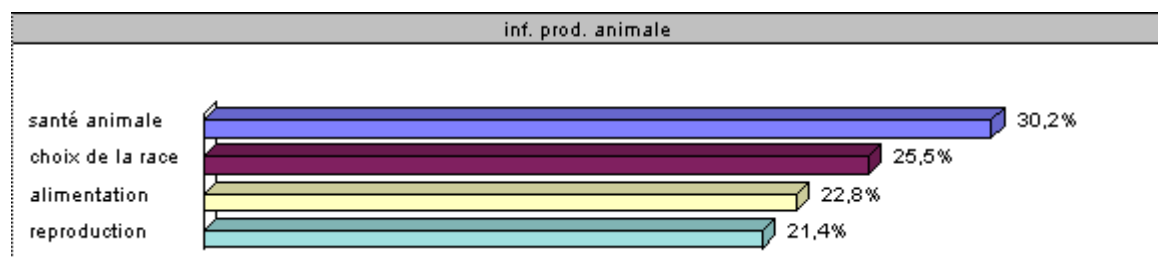 inf. prod. animale
santé animale 30,2%
choix de la race 25,5%
alimentation 22,8%
reproduction 21,4%